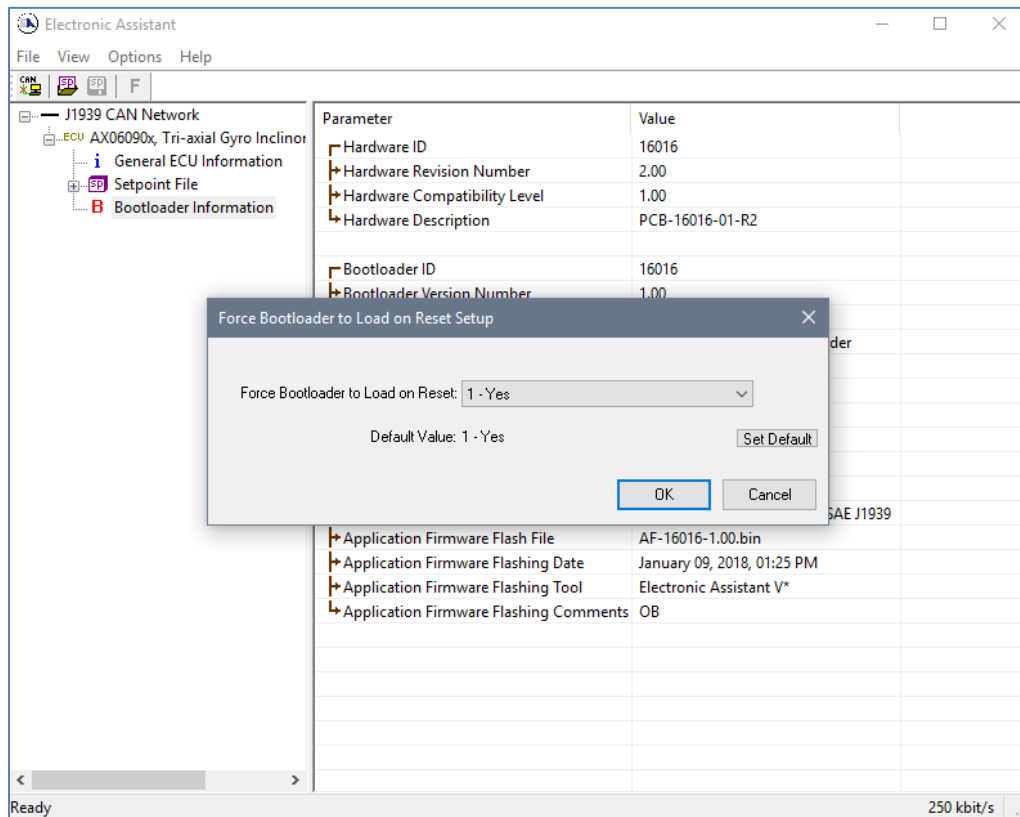 Electronic Assistant
File View Options Help
CAN SP SP F
J1939 CAN Network
ECU AX06090x, Tri-axial Gyro Inclinor
i General ECU Information
SP Setpoint File
B Bootloader Information
Parameter Value
Hardware ID 16016
Hardware Revision Number 2.00
Hardware Compatibility Level 1.00
Hardware Description PCB-16016-01-R2
Bootloader ID 16016
Bootloader Version Number 1.00
der
Force Bootloader to Load on Reset Setup
Force Bootloader to Load on Reset: 1 - Yes
Default Value: 1 - Yes Set Default
OK Cancel
SAE J1939
Application Firmware Flash File AF-16016-1.00.bin
Application Firmware Flashing Date January 09, 2018, 01:25 PM
Application Firmware Flashing Tool Electronic Assistant V*
Application Firmware Flashing Comments OB
Ready 250 kbit/s